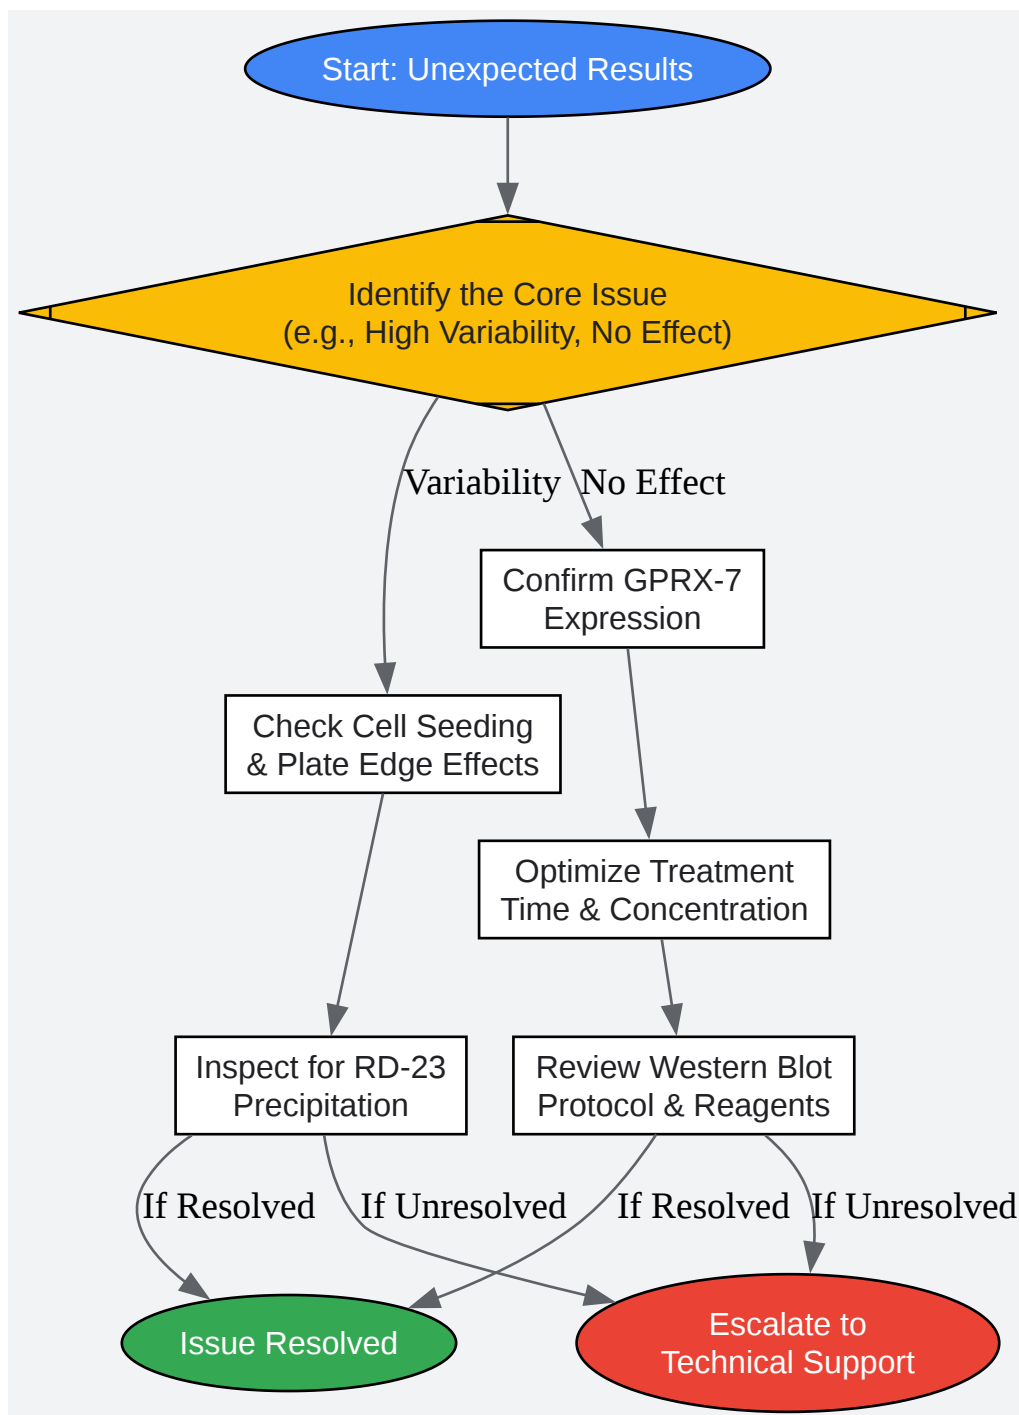 Start: Unexpected Results
Identify the Core Issue
(e.g., High Variability, No Effect)
Variability
No Effect
Confirm GPRX-7
Expression
Check Cell Seeding
& Plate Edge Effects
Optimize Treatment
Time & Concentration
Inspect for RD-23
Precipitation
Review Western Blot
Protocol & Reagents
If Resolved
If Unresolved
If Resolved
If Unresolved
Issue Resolved
Escalate to
Technical Support